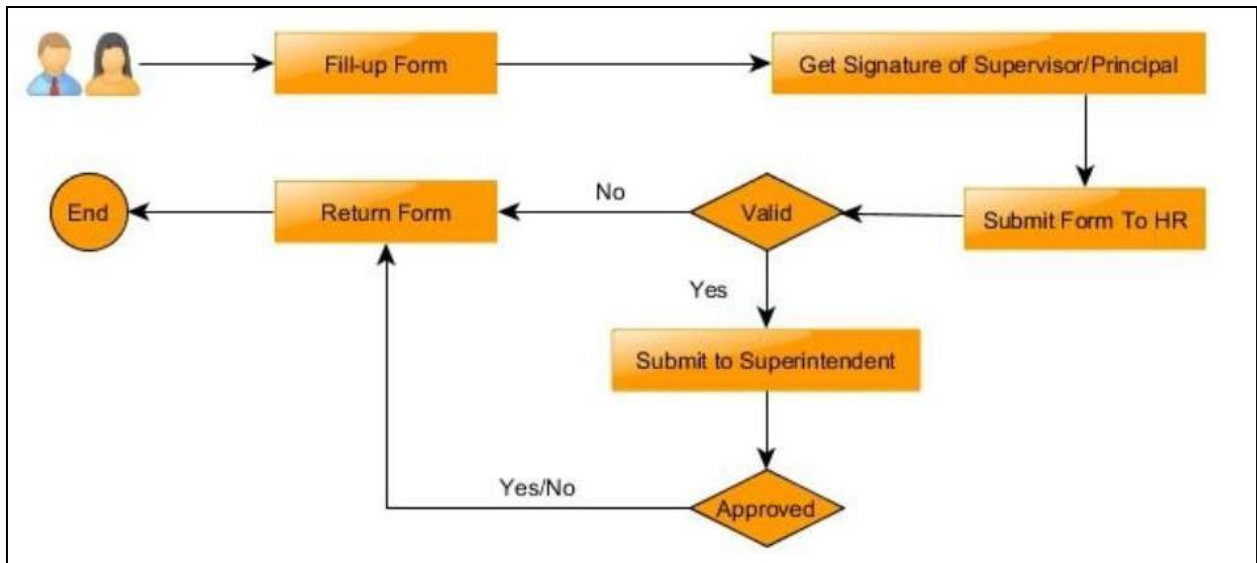 Fill-up Form
Get Signature of Supervisor/Principal
End
Return Form
No
Valid
Submit Form To HR
Yes
Submit to Superintendent
Yes/No
Approved